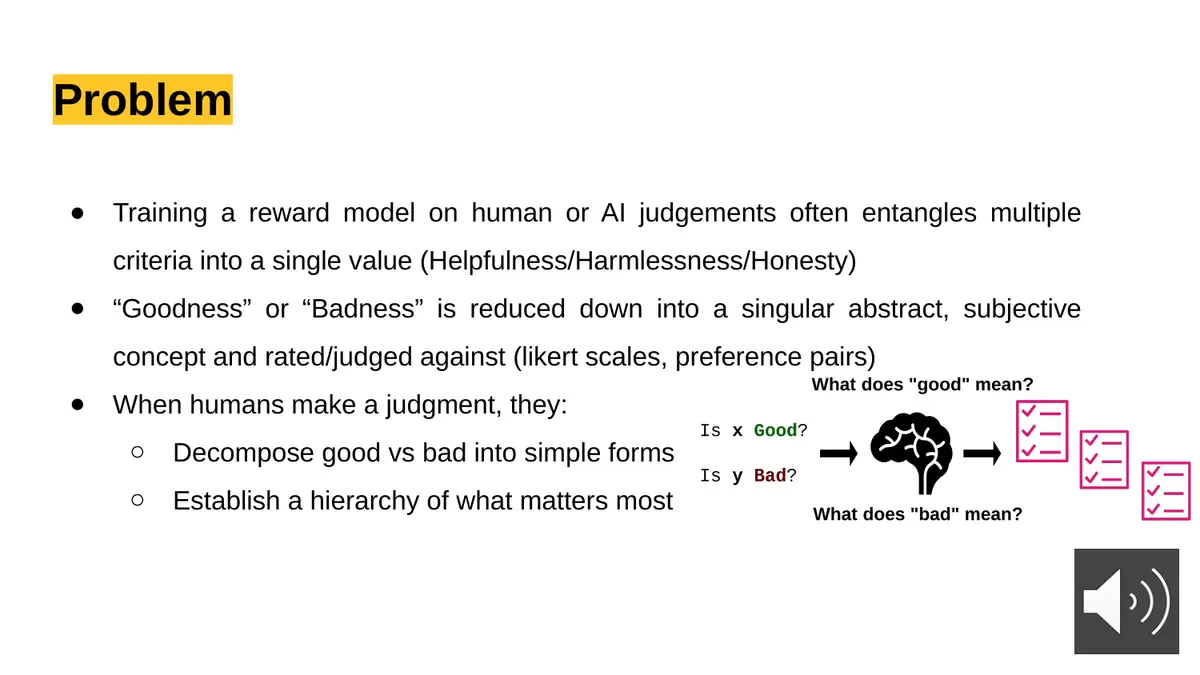 Problem
● Training a reward model on human or AI judgements often entangles multiple
criteria into a single value (Helpfulness/Harmlessness/Honesty)
● “Goodness” or “Badness” is reduced down into a singular abstract, subjective
concept and rated/judged against (likert scales, preference pairs)
● When humans make a judgment, they:
○ Decompose good vs bad into simple forms
○ Establish a hierarchy of what matters most
What does "good" mean?
Is x Good?
Is y Bad?
What does "bad" mean?